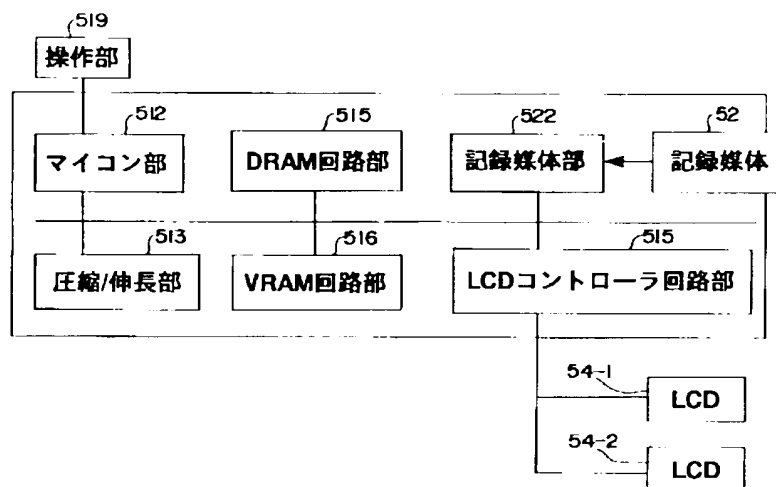 519
操作部
512
マイコン部
515
DRAM回路部
522
記録媒体部
52
記録媒体
513
圧縮/伸長部
516
VRAM回路部
515
LCDコントローラ回路部
54-1
LCD
54-2
LCD